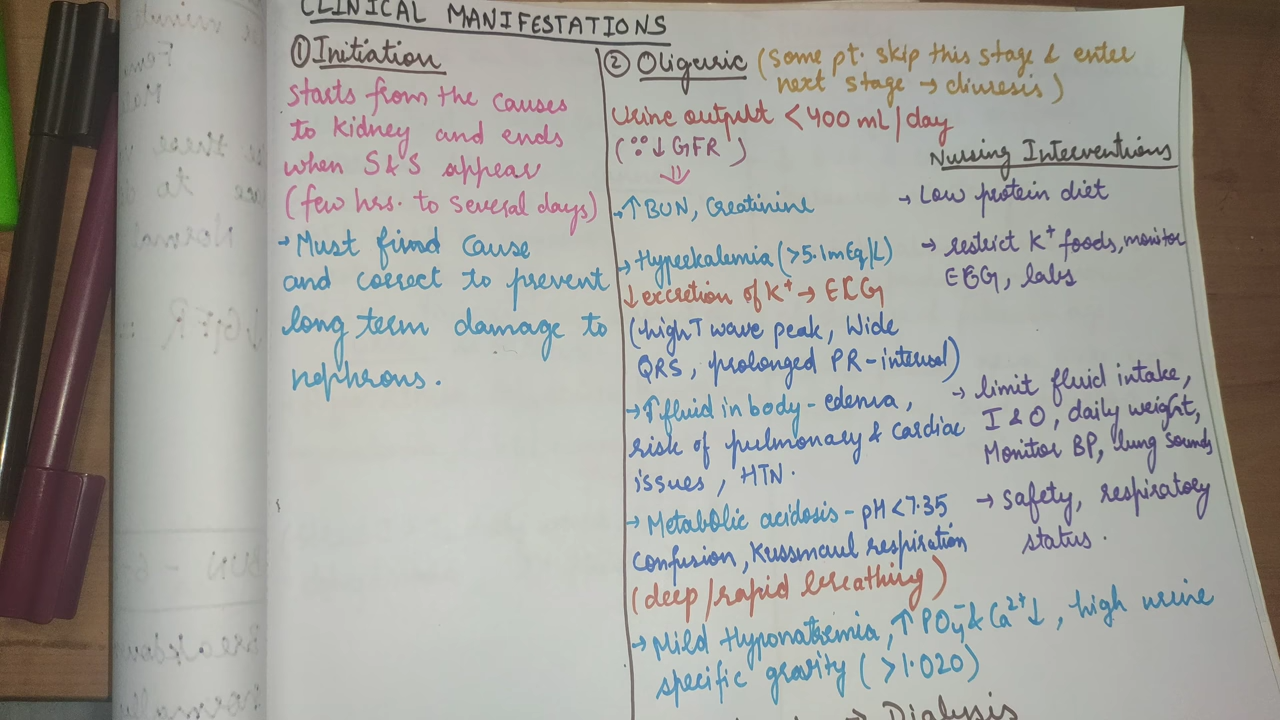 CLINICAL MANIFESTATIONS
① Initiation
starts from the causes
to kidney and ends
when S&S appear
(few hrs. to several days)
→ Must find cause
and correct to prevent
long term damage to
nephrons.
② Oliguric (some pt. skip this stage & enter
next stage → diuresis)
Urine output <400 mL/day
(∵ ↓ GFR)
⇓
→ ↑ BUN, Creatinine
→ Hyperkalemia (>5.1mEq/L)
↓ excretion of K+ → ECG
(high T wave peak, Wide
QRS, prolonged PR-interval)
→ ↑ fluid in body - edema,
risk of pulmonary & cardiac
issues, HTN.
→ Metabolic acidosis - pH <7.35
confusion, Kussmaul respiration
(deep/rapid breathing)
→ Mild Hyponatremia, ↑ PO4- & Ca2+ ↓, high urine
specific gravity (>1.020)
→ Dialysis
Nursing Interventions
→ Low protein diet
→ restrict K+ foods, monitor
ECG, labs
→ limit fluid intake,
I & O, daily weight,
Monitor BP, lung sounds
→ safety, respiratory
status.